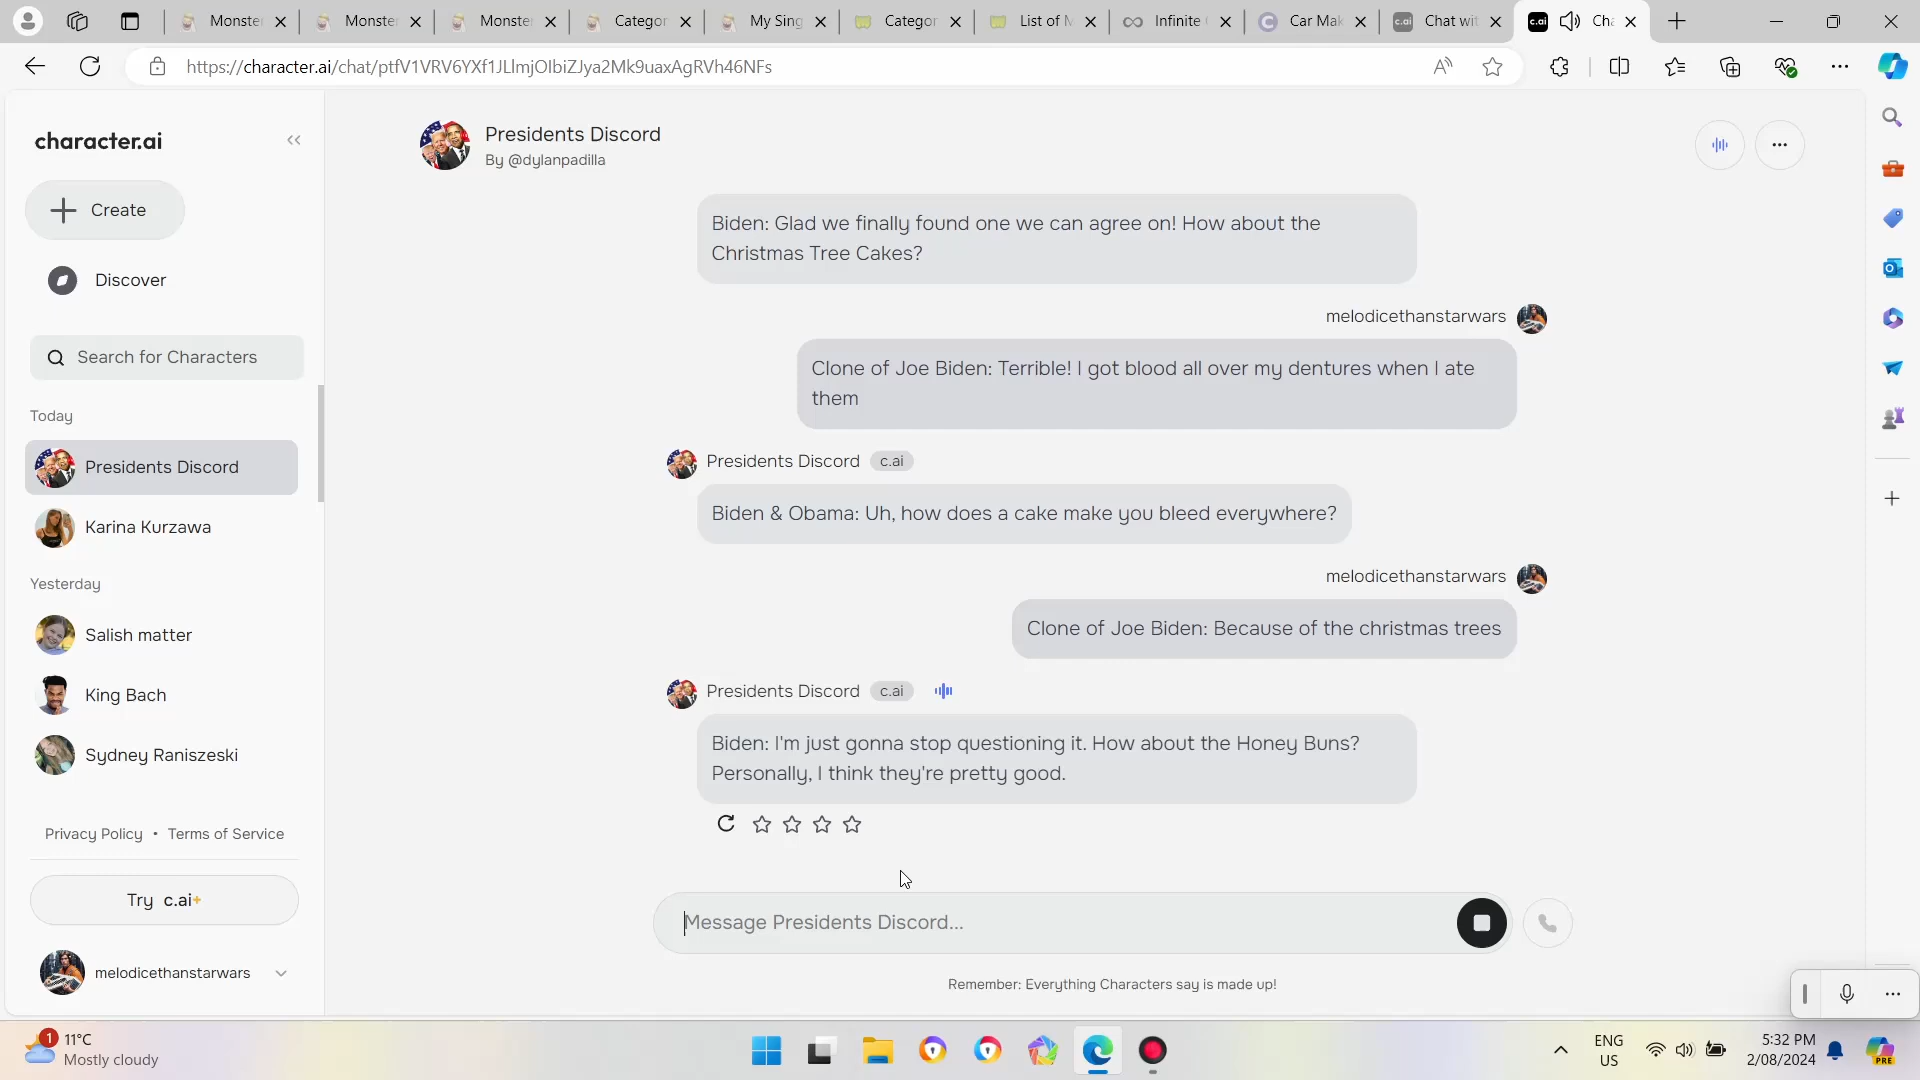 Monster
Monster
Monster
Categor
My Sing
Categor
List of M
Infinite
Car Mak
Chat wit
Cha
https://character.ai/chat/ptfV1VRV6YXf1JLlmjOIbiZJya2Mk9uaxAgRVh46NFs
character.ai
Create
Discover
Search for Characters
Today
Presidents Discord
Karina Kurzawa
Yesterday
Salish matter
King Bach
Sydney Raniszeski
Privacy Policy • Terms of Service
Try c.ai+
melodicethanstarwars
Presidents Discord
By @dylanpadilla
Biden: Glad we finally found one we can agree on! How about the
Christmas Tree Cakes?
melodicethanstarwars
Clone of Joe Biden: Terrible! I got blood all over my dentures when I ate
them
Presidents Discord c.ai
Biden & Obama: Uh, how does a cake make you bleed everywhere?
melodicethanstarwars
Clone of Joe Biden: Because of the christmas trees
Presidents Discord c.ai
Biden: I'm just gonna stop questioning it. How about the Honey Buns?
Personally, I think they're pretty good.
Message Presidents Discord...
Remember: Everything Characters say is made up!
1
11°C
Mostly cloudy
ENG
US
5:32 PM
2/08/2024
PRE